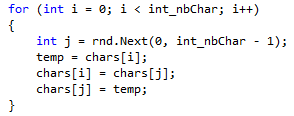 for (int i = 0; i < int_nbChar; i++)
{
    int j = rnd.Next(0, int_nbChar - 1);
    temp = chars[i];
    chars[i] = chars[j];
    chars[j] = temp;
}